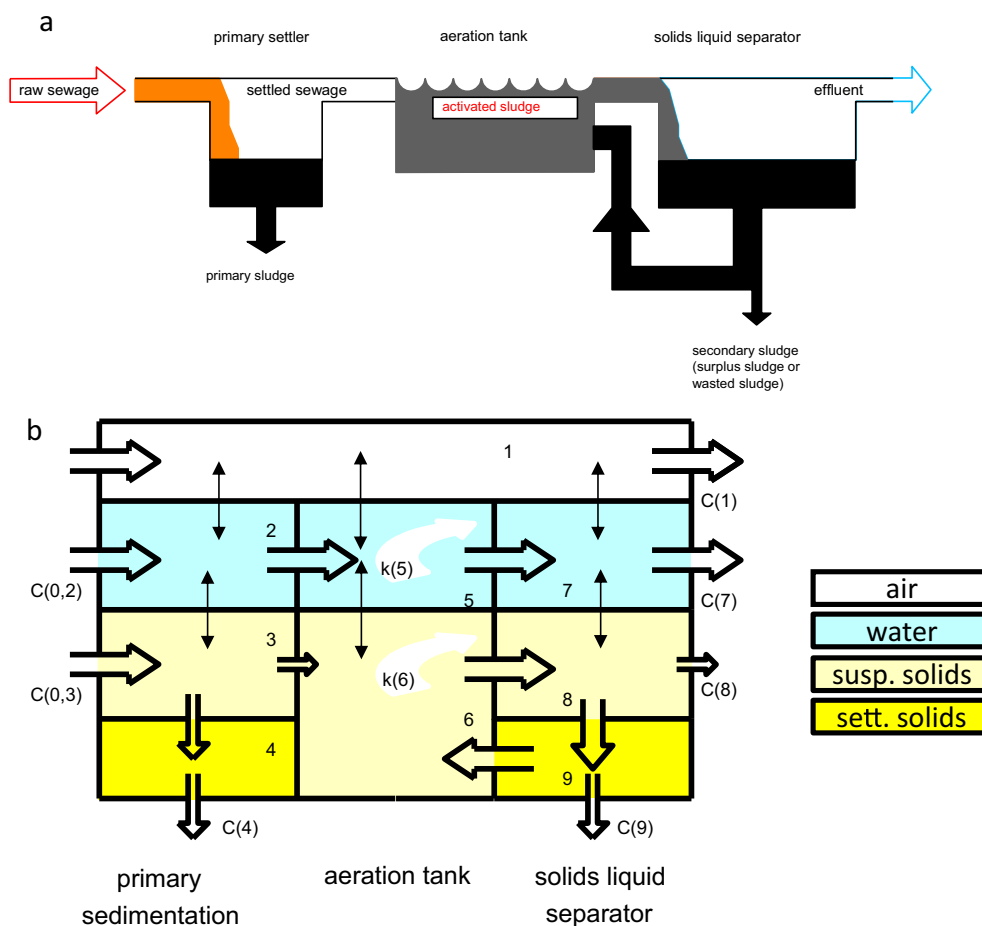 a
primary settler
aeration tank
solids liquid separator
raw sewage
settled sewage
activated sludge
effluent
primary sludge
secondary sludge
(surplus sludge or
wasted sludge)
b
1
C(1)
2
k(5)
C(0,2)
5
7
C(7)
3
k(6)
C(0,3)
6
8
C(8)
4
9
C(4)
C(9)
air
water
susp. solids
sett. solids
primary
sedimentation
aeration tank
solids liquid
separator